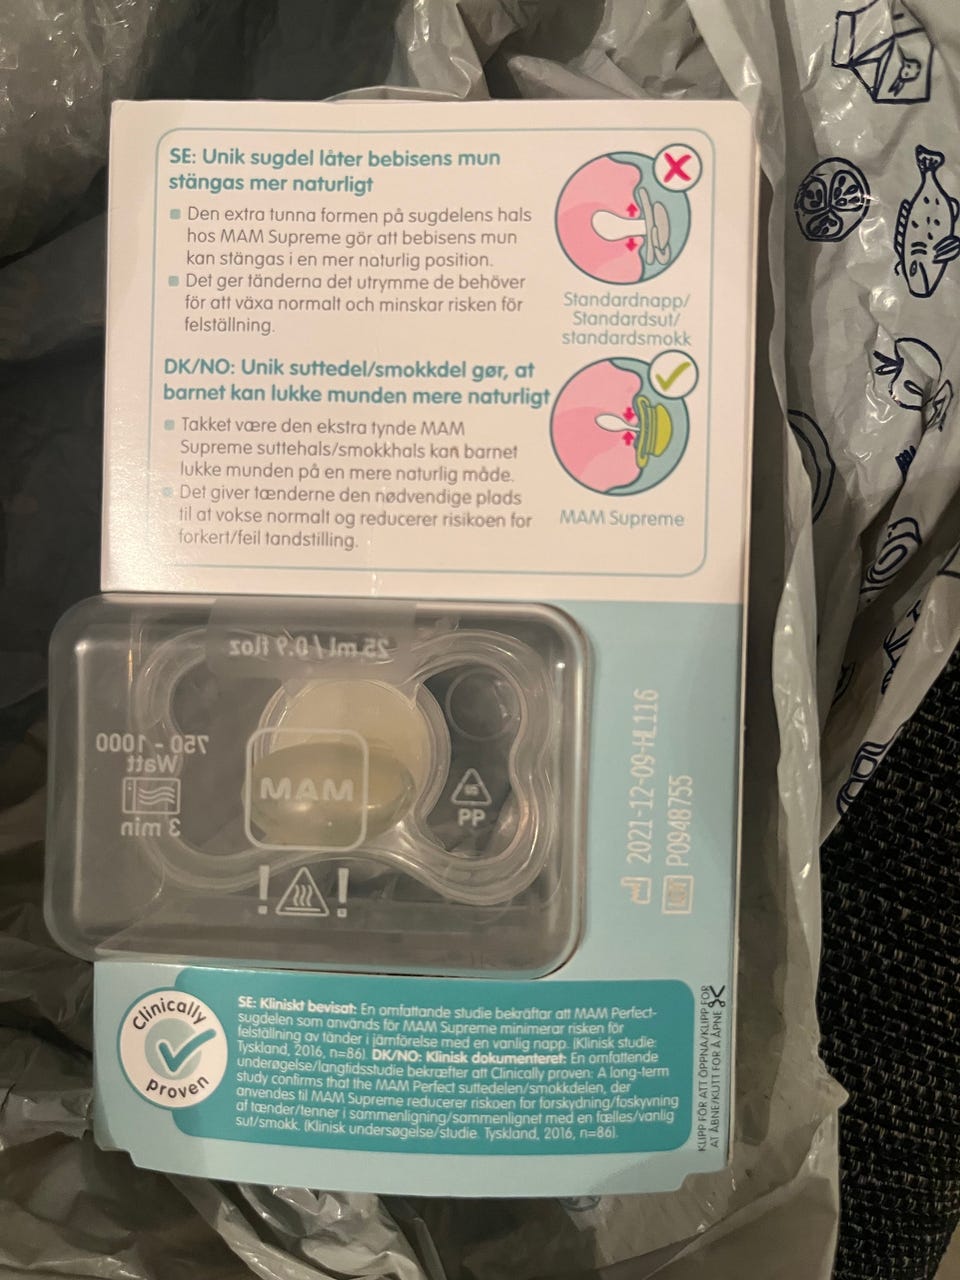 SE: Unik sugdel låter bebisens mun
stängas mer naturligt
Den extra tunna formen på sugdelens hals
hos MAM Supreme gör att bebisens mun
kan stängas i en mer naturlig position.
Det ger tänderna det utrymme de behöver
för att växa normalt och minskar risken för
felställning.
Standardnapp/
Standardsut/
standardsmokk
DK/NO: Unik suttedel/smokkdel gør, at
barnet kan lukke munden mere naturligt
Takket være den ekstra tynde MAM
Supreme suttehals/smokkhals kan barnet
lukke munden på en mere naturlig måde.
Det giver tænderne den nødvendige plads
til at vokse normalt og reducerer risikoen for
forkert/feil tandstilling.
MAM Supreme
25 ml / 0.9 floz
750 - 1000
Watt
3 min
MAM
05
PP
2021-12-09-HL116
LOT P0948755
Clinically
proven
SE: Kliniskt bevisat: En omfattande studie bekräftar att MAM Perfect-
sugdelen som används för MAM Supreme minimerar risken för
felställning av tänder i jämförelse med en vanlig napp. (Klinisk studie:
Tyskland, 2016, n=86). DK/NO: Klinisk dokumenteret: En omfattende
undersøgelse/langtidsstudie bekræfter att Clinically proven: A long-term
study confirms that the MAM Perfect suttedelen/smokkdelen, der
anvendes til MAM Supreme reducerer riskoen for forskydning/foskyvning
af tænder/tenner i sammenligning/sammenlignet med en fælles/vanlig
sut/smokk. (Klinisk undersøgelse/studie. Tyskland, 2016, n=86).
KLIPP FÖR ATT ÖPPNA/KLIPP FOR
AT ÅBNE/KUTT FOR Å ÅPNE